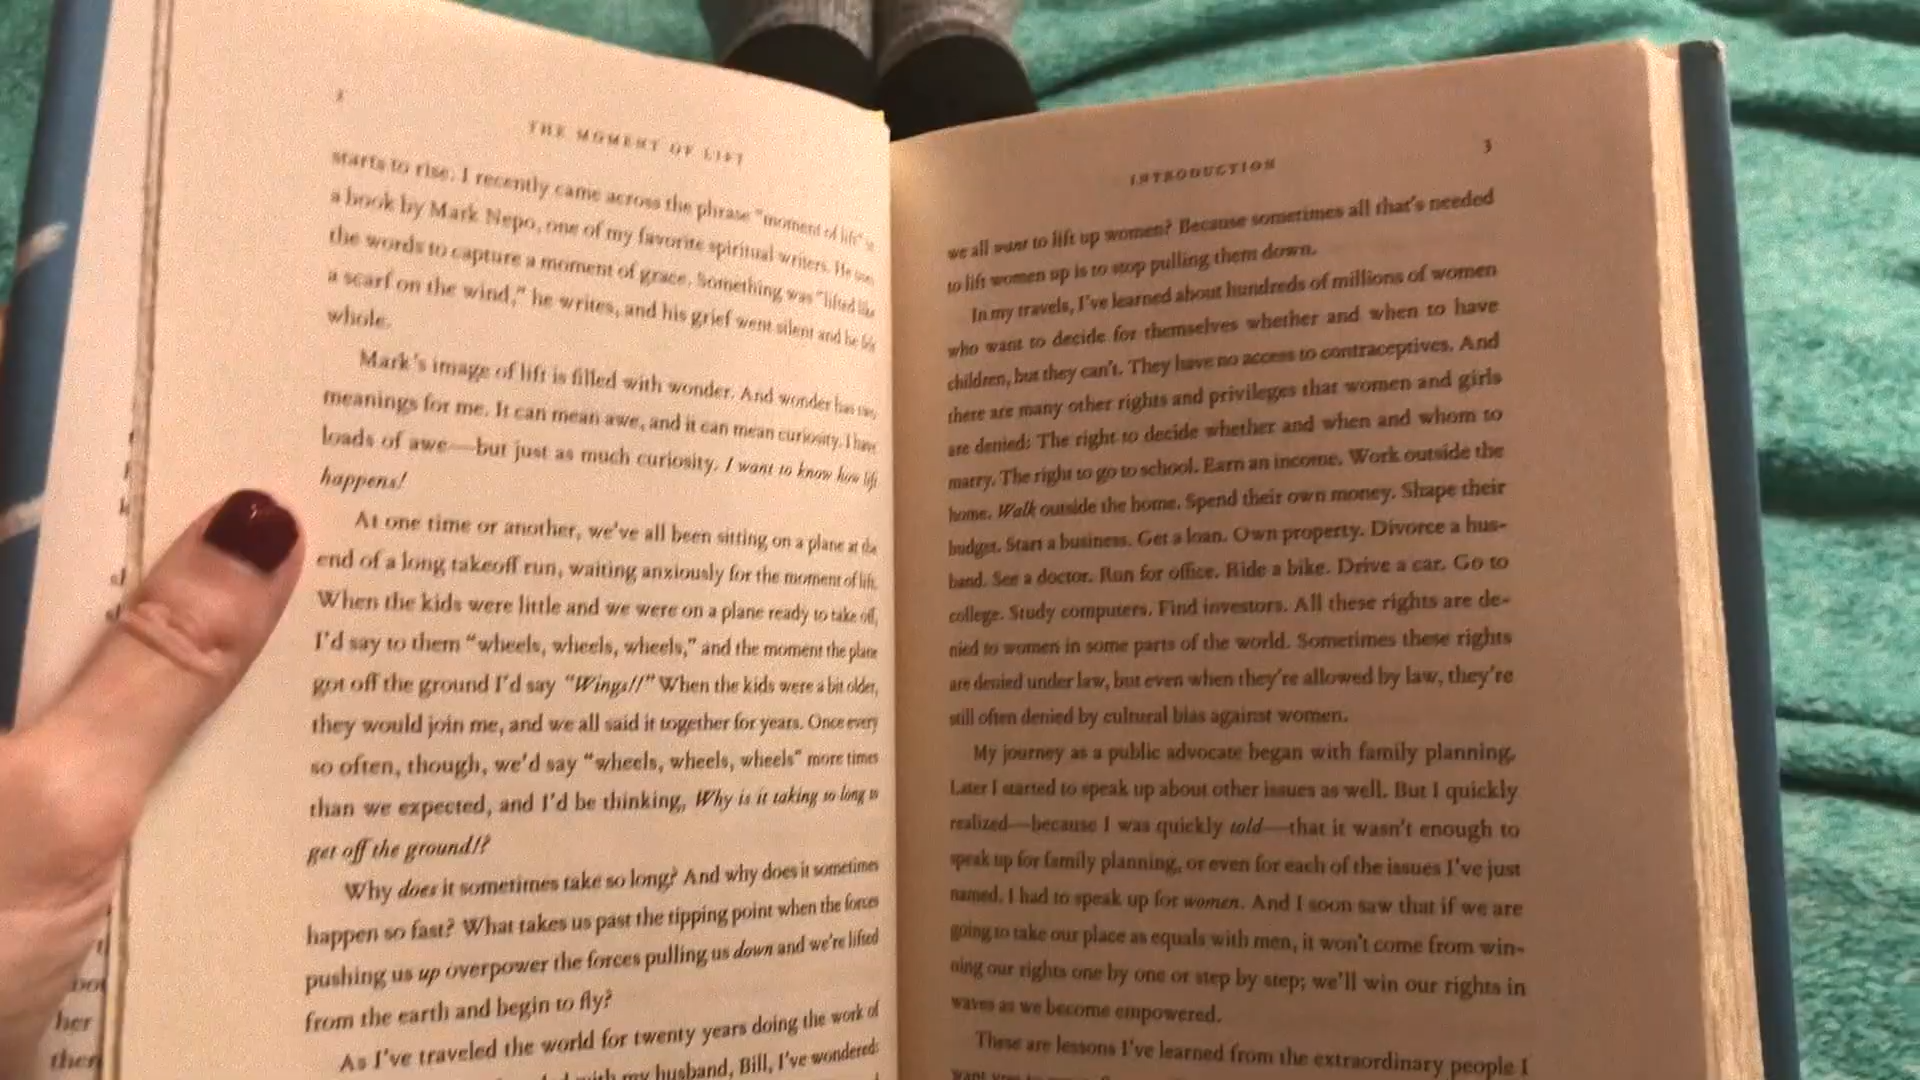 2
THE MOMENT OF LIFT
starts to rise. I recently came across the phrase "moment of lift" in
a book by Mark Nepo, one of my favorite spiritual writers. He uses
the words to capture a moment of grace. Something was "lifted like
a scarf on the wind," he writes, and his grief went silent and he felt
whole.
Mark's image of lift is filled with wonder. And wonder has two
meanings for me. It can mean awe, and it can mean curiosity. I have
loads of awe—but just as much curiosity. I want to know how lift
happens!
At one time or another, we've all been sitting on a plane at the
end of a long takeoff run, waiting anxiously for the moment of lift.
When the kids were little and we were on a plane ready to take off,
I'd say to them "wheels, wheels, wheels," and the moment the plane
got off the ground I'd say "Wings!!" When the kids were a bit older,
they would join me, and we all said it together for years. Once every
so often, though, we'd say "wheels, wheels, wheels" more times
than we expected, and I'd be thinking, Why is it taking so long to
get off the ground!?
Why does it sometimes take so long? And why does it sometimes
happen so fast? What takes us past the tipping point when the forces
pushing us up overpower the forces pulling us down and we're lifted
from the earth and begin to fly?
As I've traveled the world for twenty years doing the work of
with my husband, Bill, I've wondered:
INTRODUCTION
3
we all want to lift up women? Because sometimes all that's needed
to lift women up is to stop pulling them down.
In my travels, I've learned about hundreds of millions of women
who want to decide for themselves whether and when to have
children, but they can't. They have no access to contraceptives. And
there are many other rights and privileges that women and girls
are denied: The right to decide whether and when and whom to
marry. The right to go to school. Earn an income. Work outside the
home. Walk outside the home. Spend their own money. Shape their
budget. Start a business. Get a loan. Own property. Divorce a hus-
band. See a doctor. Run for office. Ride a bike. Drive a car. Go to
college. Study computers. Find investors. All these rights are de-
nied to women in some parts of the world. Sometimes these rights
are denied under law, but even when they're allowed by law, they're
still often denied by cultural bias against women.
My journey as a public advocate began with family planning.
Later I started to speak up about other issues as well. But I quickly
realized—because I was quickly told—that it wasn't enough to
speak up for family planning, or even for each of the issues I've just
named. I had to speak up for women. And I soon saw that if we are
going to take our place as equals with men, it won't come from win-
ning our rights one by one or step by step; we'll win our rights in
waves as we become empowered.
These are lessons I've learned from the extraordinary people I
want you to
her
then